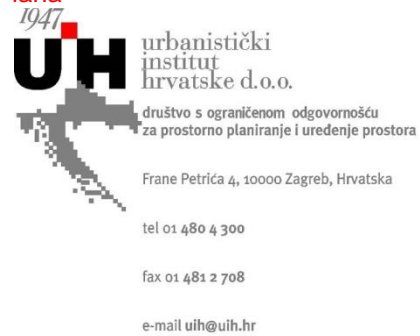 1947
UIH
urbanistički
institut
hrvatske d.o.o.
društvo s ograničenom odgovornošću
za prostorno planiranje i uređenje prostora
Frane Petrića 4, 10000 Zagreb, Hrvatska
tel 01 480 4 300
fax 01 481 2 708
e-mail uih@uih.hr